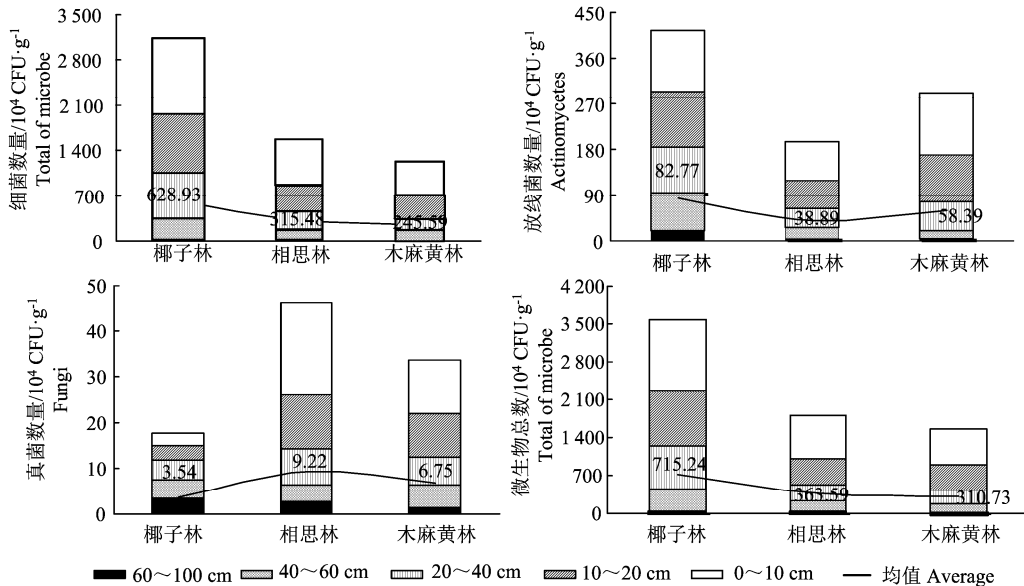 细菌数量/10⁴ CFU·g⁻¹
Total of microbe
3 500
2 800
2 100
1 400
700
0
628.93
315.48
245.59
椰子林
相思林
木麻黄林
放线菌数量/10⁴ CFU·g⁻¹
Actinomycetes
450
360
270
180
90
0
82.77
38.89
58.39
椰子林
相思林
木麻黄林
真菌数量/10⁴ CFU·g⁻¹
Fungi
50
40
30
20
10
0
3.54
9.22
6.75
椰子林
相思林
木麻黄林
微生物总数/10⁴ CFU·g⁻¹
Total of microbe
4 200
3 500
2 800
2 100
1 400
700
0
715.24
363.59
310.73
椰子林
相思林
木麻黄林
60～100 cm
40～60 cm
20～40 cm
10～20 cm
0～10 cm
均值 Average